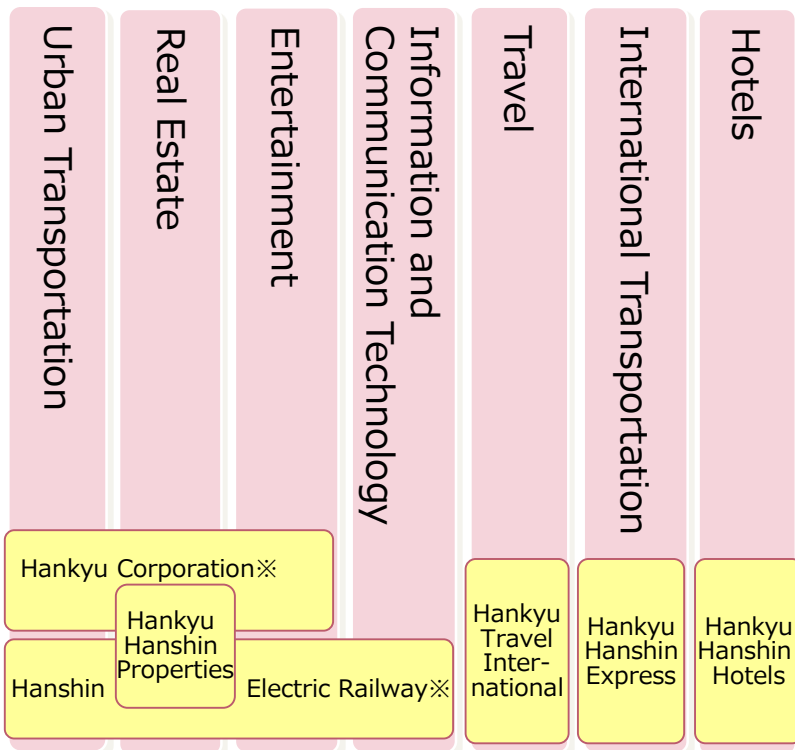 Urban Transportation
Real Estate
Entertainment
Information and
Communication Technology
Travel
International Transportation
Hotels
Hankyu Corporation※
Hankyu
Hanshin
Properties
Hanshin
Electric Railway※
Hankyu
Travel
Inter-
national
Hankyu
Hanshin
Express
Hankyu
Hanshin
Hotels